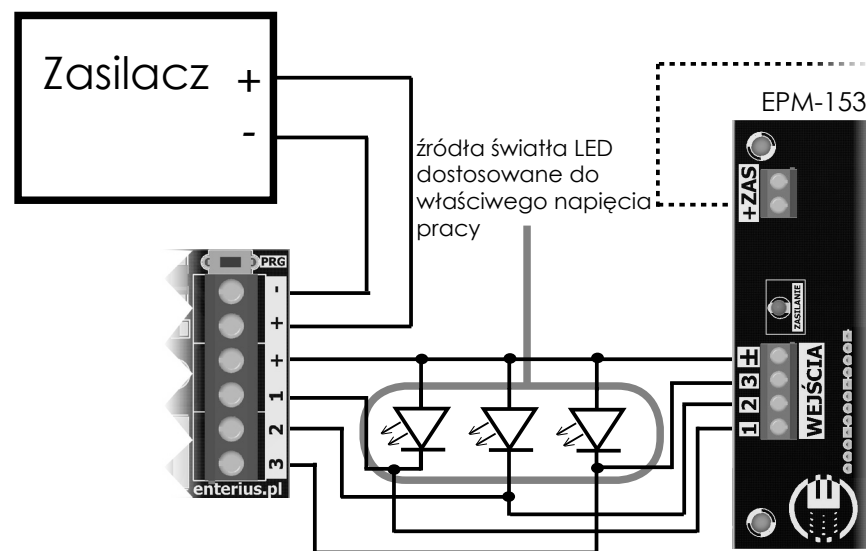 Zasilacz +
-
EPM-153
źródła światła LED
dostosowane do
właściwego napięcia
pracy
+ZAS
PRG
-
+
+
1
2
3
enterius.pl
ZASILANIE
±
3
2
1
WEJŚCIA